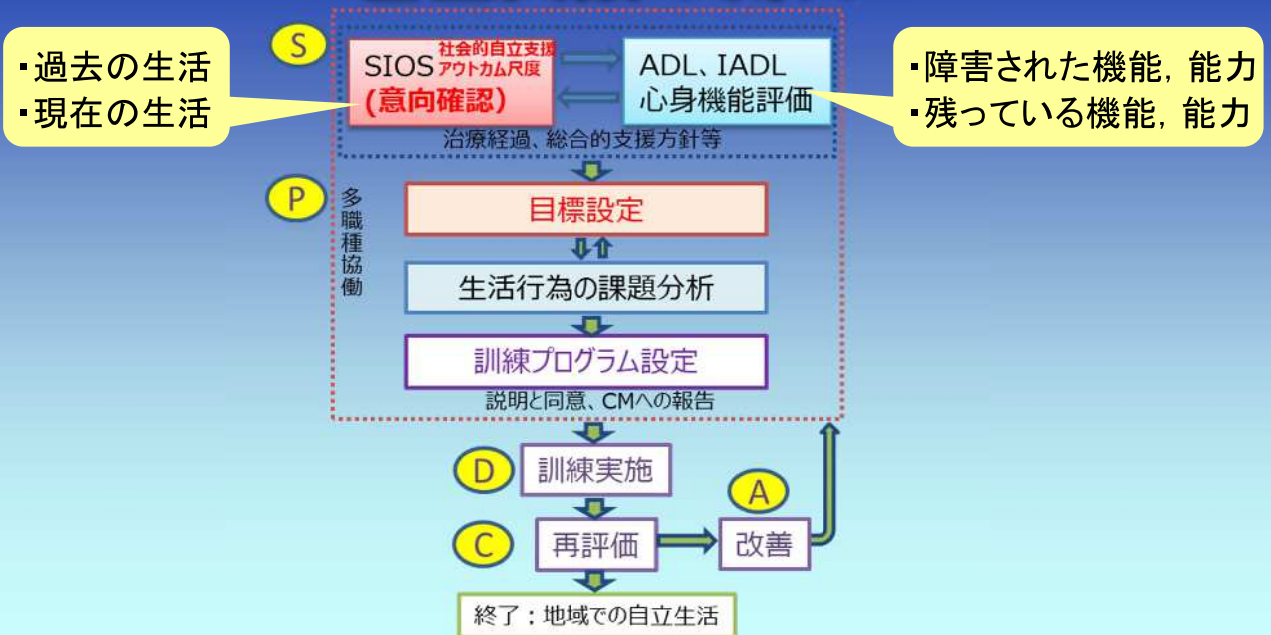 S
・過去の生活
・現在の生活
SIOS 社会的自立支援
アウトカム尺度
(意向確認)
ADL、IADL
心身機能評価
・障害された機能，能力
・残っている機能，能力
治療経過、総合的支援方針等
P
多職種協働
目標設定
生活行為の課題分析
訓練プログラム設定
説明と同意、CMへの報告
D
訓練実施
A
C
再評価
改善
終了：地域での自立生活